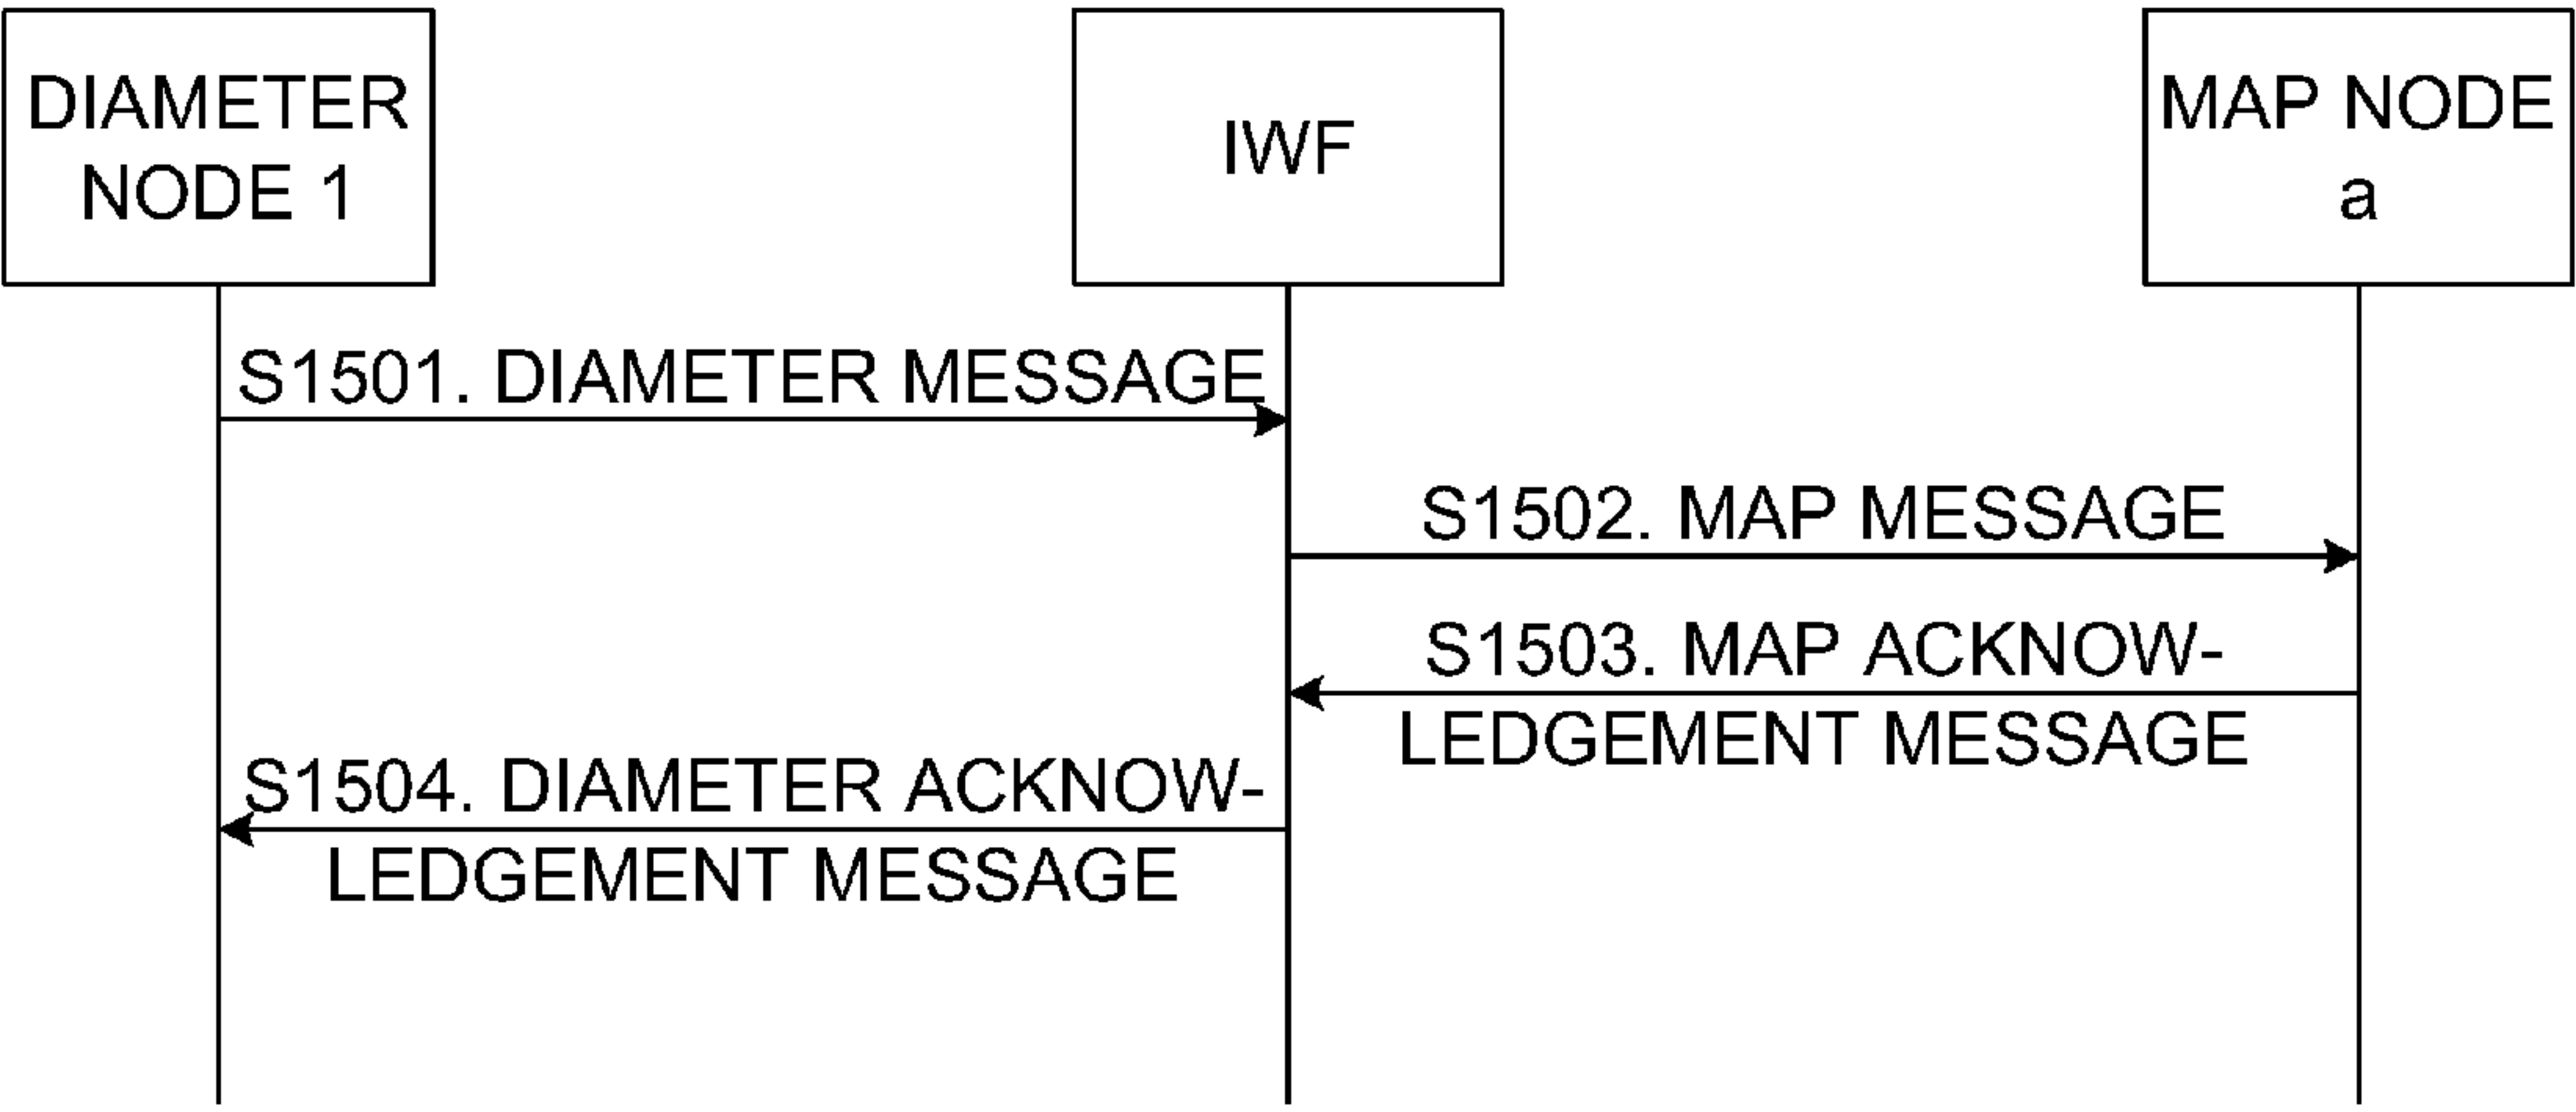 DIAMETER
NODE 1
IWF
MAP NODE
a
S1501. DIAMETER MESSAGE
S1502. MAP MESSAGE
S1503. MAP ACKNOW-
LEDGEMENT MESSAGE
S1504. DIAMETER ACKNOW-
LEDGEMENT MESSAGE